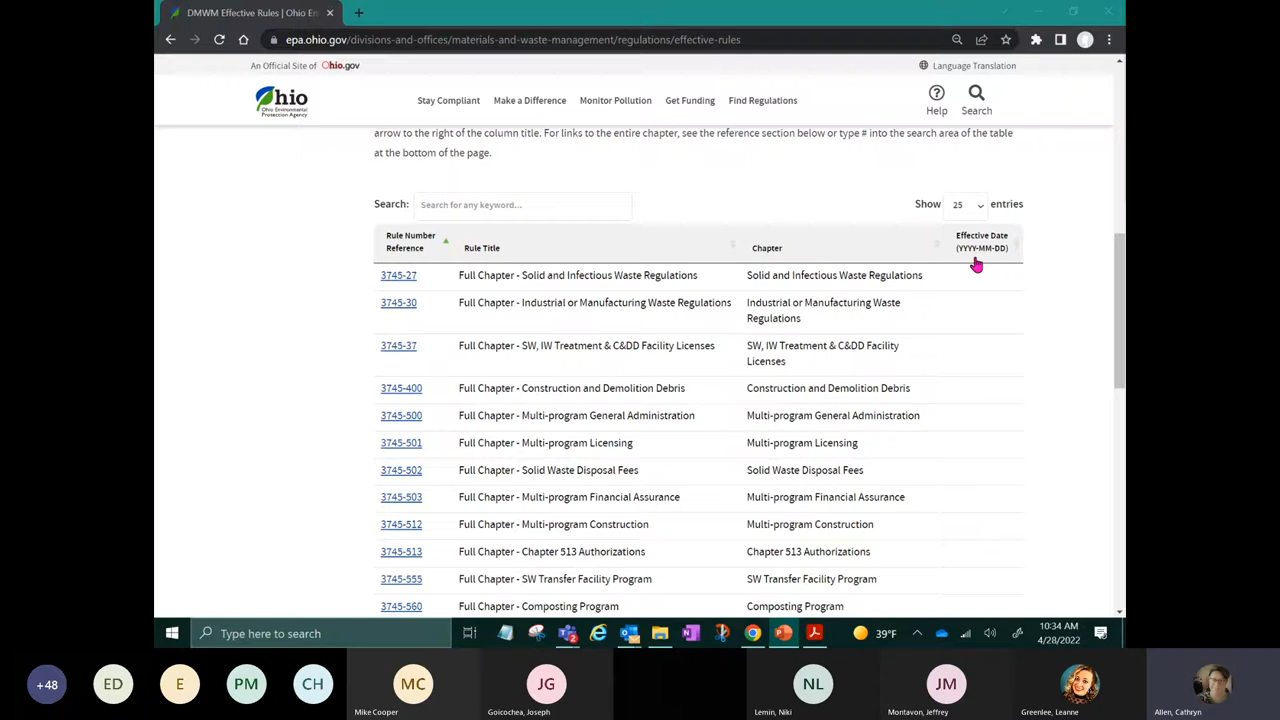 DMWM Effective Rules | Ohio En
epa.ohio.gov/divisions-and-offices/materials-and-waste-management/regulations/effective-rules
An Official Site of Ohio.gov
Language Translation
Ohio
Ohio Environmental
Protection Agency
Stay Compliant Make a Difference Monitor Pollution Get Funding Find Regulations
Help Search
arrow to the right of the column title. For links to the entire chapter, see the reference section below or type # into the search area of the table
at the bottom of the page.
Search: Search for any keyword... Show 25 entries
Rule Number
Reference
Rule Title
Chapter
Effective Date
(YYYY-MM-DD)
3745-27 Full Chapter - Solid and Infectious Waste Regulations Solid and Infectious Waste Regulations
3745-30 Full Chapter - Industrial or Manufacturing Waste Regulations Industrial or Manufacturing Waste
Regulations
3745-37 Full Chapter - SW, IW Treatment & C&DD Facility Licenses SW, IW Treatment & C&DD Facility
Licenses
3745-400 Full Chapter - Construction and Demolition Debris Construction and Demolition Debris
3745-500 Full Chapter - Multi-program General Administration Multi-program General Administration
3745-501 Full Chapter - Multi-program Licensing Multi-program Licensing
3745-502 Full Chapter - Solid Waste Disposal Fees Solid Waste Disposal Fees
3745-503 Full Chapter - Multi-program Financial Assurance Multi-program Financial Assurance
3745-512 Full Chapter - Multi-program Construction Multi-program Construction
3745-513 Full Chapter - Chapter 513 Authorizations Chapter 513 Authorizations
3745-555 Full Chapter - SW Transfer Facility Program SW Transfer Facility Program
3745-560 Full Chapter - Composting Program Composting Program
Type here to search
39°F
10:34 AM
4/28/2022
+48 ED E PM CH MC JG NL JM
Mike Cooper Goicochea, Joseph Lemin, Niki Montavon, Jeffrey Greenlee, Leanne Allen, Cathryn